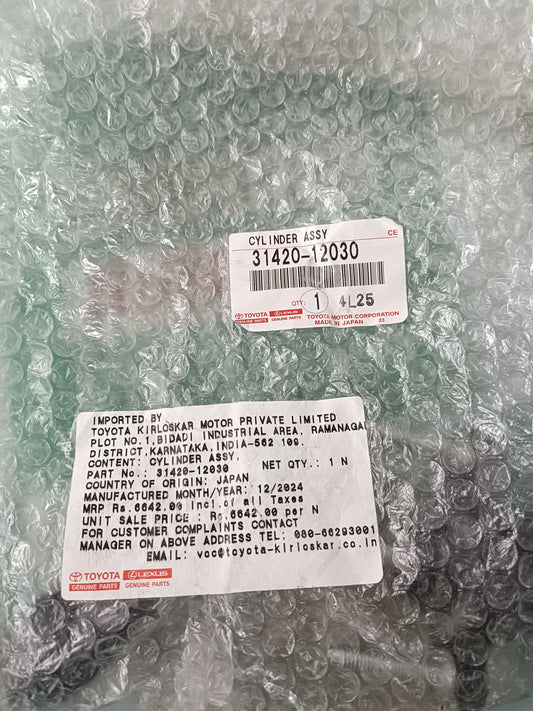 CYLINDER ASSY CE
31420-12030
QTY: 1 4L25
TOYOTA LEXUS TOYOTA MOTOR CORPORATION
GENUINE PARTS GENUINE PARTS MADE IN JAPAN 23
IMPORTED BY
TOYOTA KIRLOSKAR MOTOR PRIVATE LIMITED
PLOT NO.1,BIDADI INDUSTRIAL AREA, RAMANAGA
DISTRICT,KARNATAKA,INDIA-562 109.
CONTENT: CYLINDER ASSY,
PART No.: 31420-12030 NET QTY.: 1 N
COUNTRY OF ORIGIN: JAPAN
MANUFACTURED MONTH/YEAR: 12/2024
MRP Rs.6642.00 incl.of all Taxes
UNIT SALE PRICE : Rs.6642.00 per N
FOR CUSTOMER COMPLAINTS CONTACT
MANAGER ON ABOVE ADDRESS TEL: 080-66293001
EMAIL: voc@toyota-kirloskar.co.in
TOYOTA LEXUS
GENUINE PARTS GENUINE PARTS